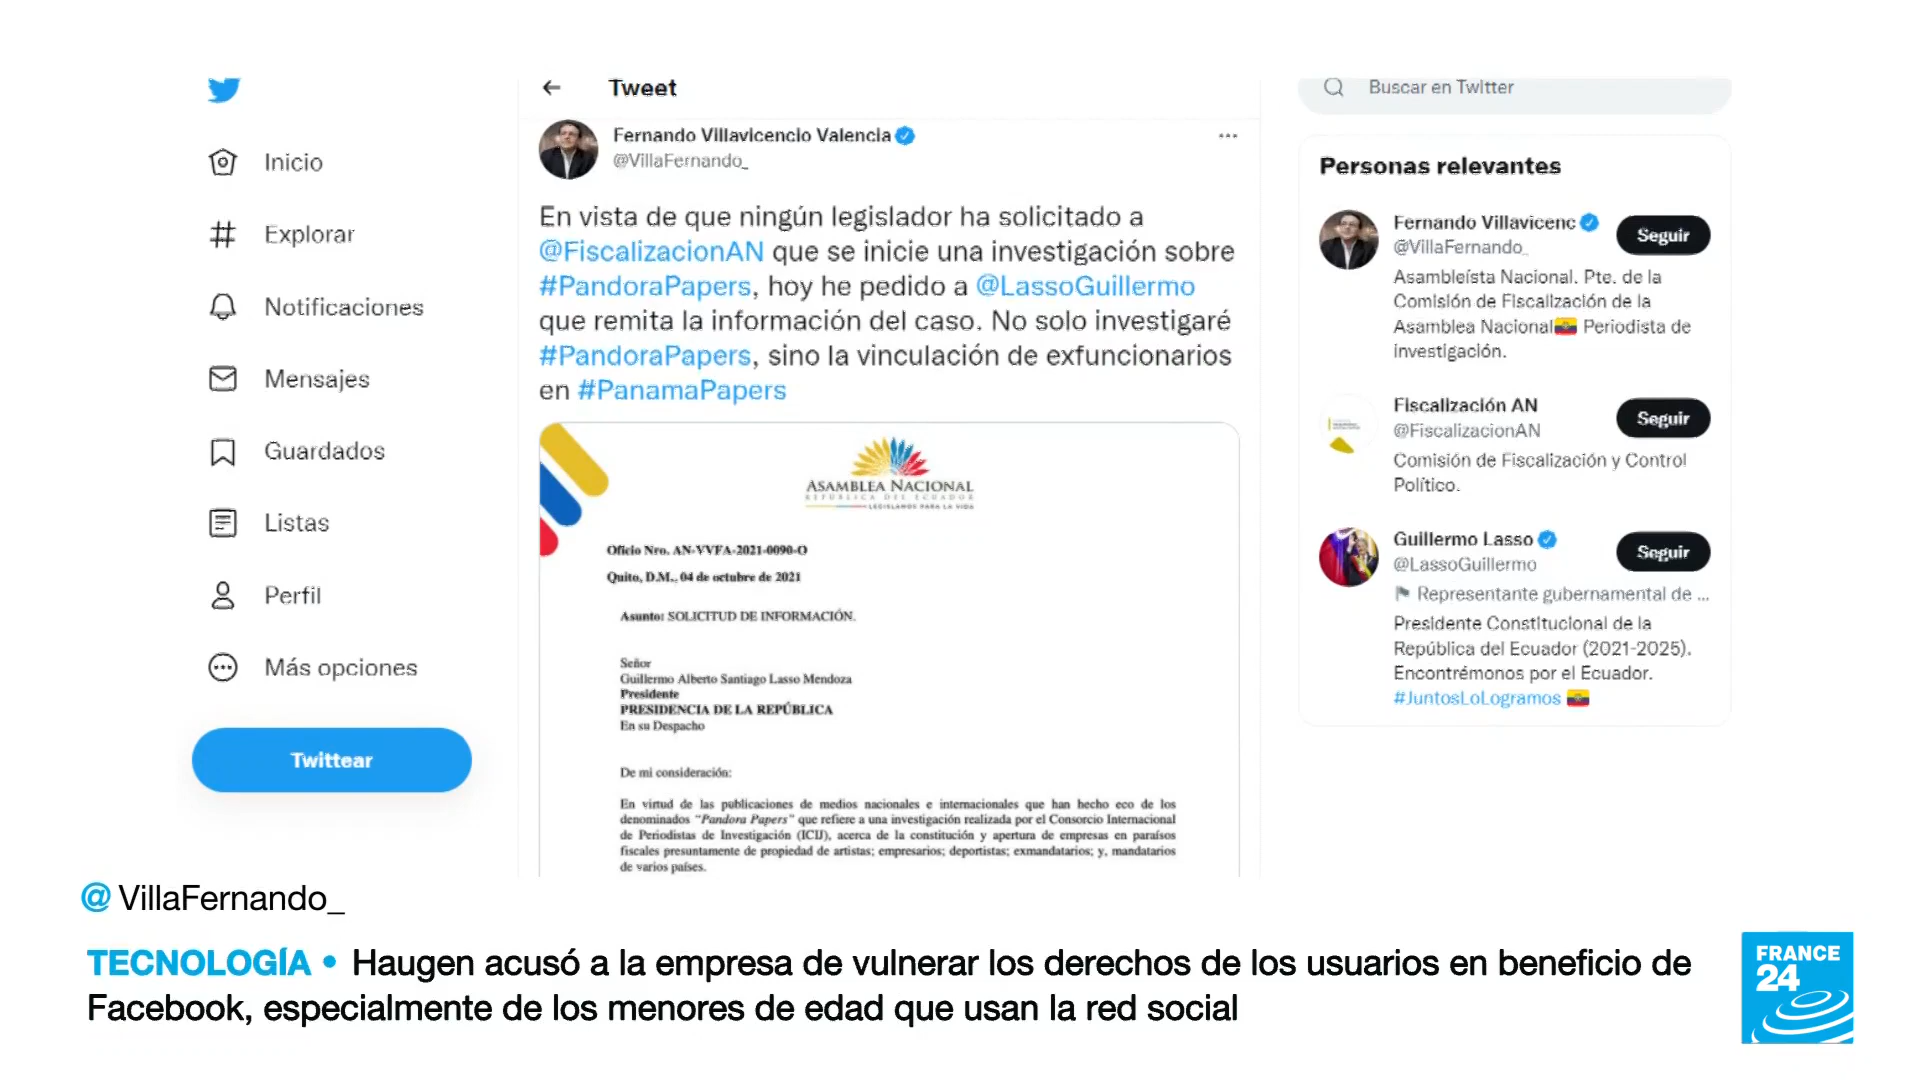 Inicio
Explorar
Notificaciones
Mensajes
Guardados
Listas
Perfil
Más opciones
Twittear
Tweet
Fernando Villavicencio Valencia
@VillaFernando_
En vista de que ningún legislador ha solicitado a
@FiscalizacionAN que se inicie una investigación sobre
#PandoraPapers, hoy he pedido a @LassoGuillermo
que remita la información del caso. No solo investigaré
#PandoraPapers, sino la vinculación de exfuncionarios
en #PanamaPapers
ASAMBLEA NACIONAL
REPÚBLICA DEL ECUADOR
LEGISLAMOS PARA LA VIDA
Oficio Nro. AN-VVFA-2021-0090-O
Quito, D.M., 04 de octubre de 2021
Asunto: SOLICITUD DE INFORMACIÓN.
Señor
Guillermo Alberto Santiago Lasso Mendoza
Presidente
PRESIDENCIA DE LA REPÚBLICA
En su Despacho
De mi consideración:
En virtud de las publicaciones de medios nacionales e internacionales que han hecho eco de los
denominados "Pandora Papers" que refiere a una investigación realizada por el Consorcio Internacional
de Periodistas de Investigación (ICIJ), acerca de la constitución y apertura de empresas en paraísos
fiscales presuntamente de propiedad de artistas; empresarios; deportistas; exmandatarios; y, mandatarios
de varios países.
Buscar en Twitter
Personas relevantes
Fernando Villavicenc
@VillaFernando_
Seguir
Asambleísta Nacional. Pte. de la
Comisión de Fiscalización de la
Asamblea Nacional Periodista de
investigación.
Fiscalización AN
@FiscalizacionAN
Seguir
Comisión de Fiscalización y Control
Político.
Guillermo Lasso
@LassoGuillermo
Seguir
Representante gubernamental de ...
Presidente Constitucional de la
República del Ecuador (2021-2025).
Encontrémonos por el Ecuador.
#JuntosLoLogramos
@VillaFernando_
TECNOLOGÍA • Haugen acusó a la empresa de vulnerar los derechos de los usuarios en beneficio de
Facebook, especialmente de los menores de edad que usan la red social
FRANCE
24